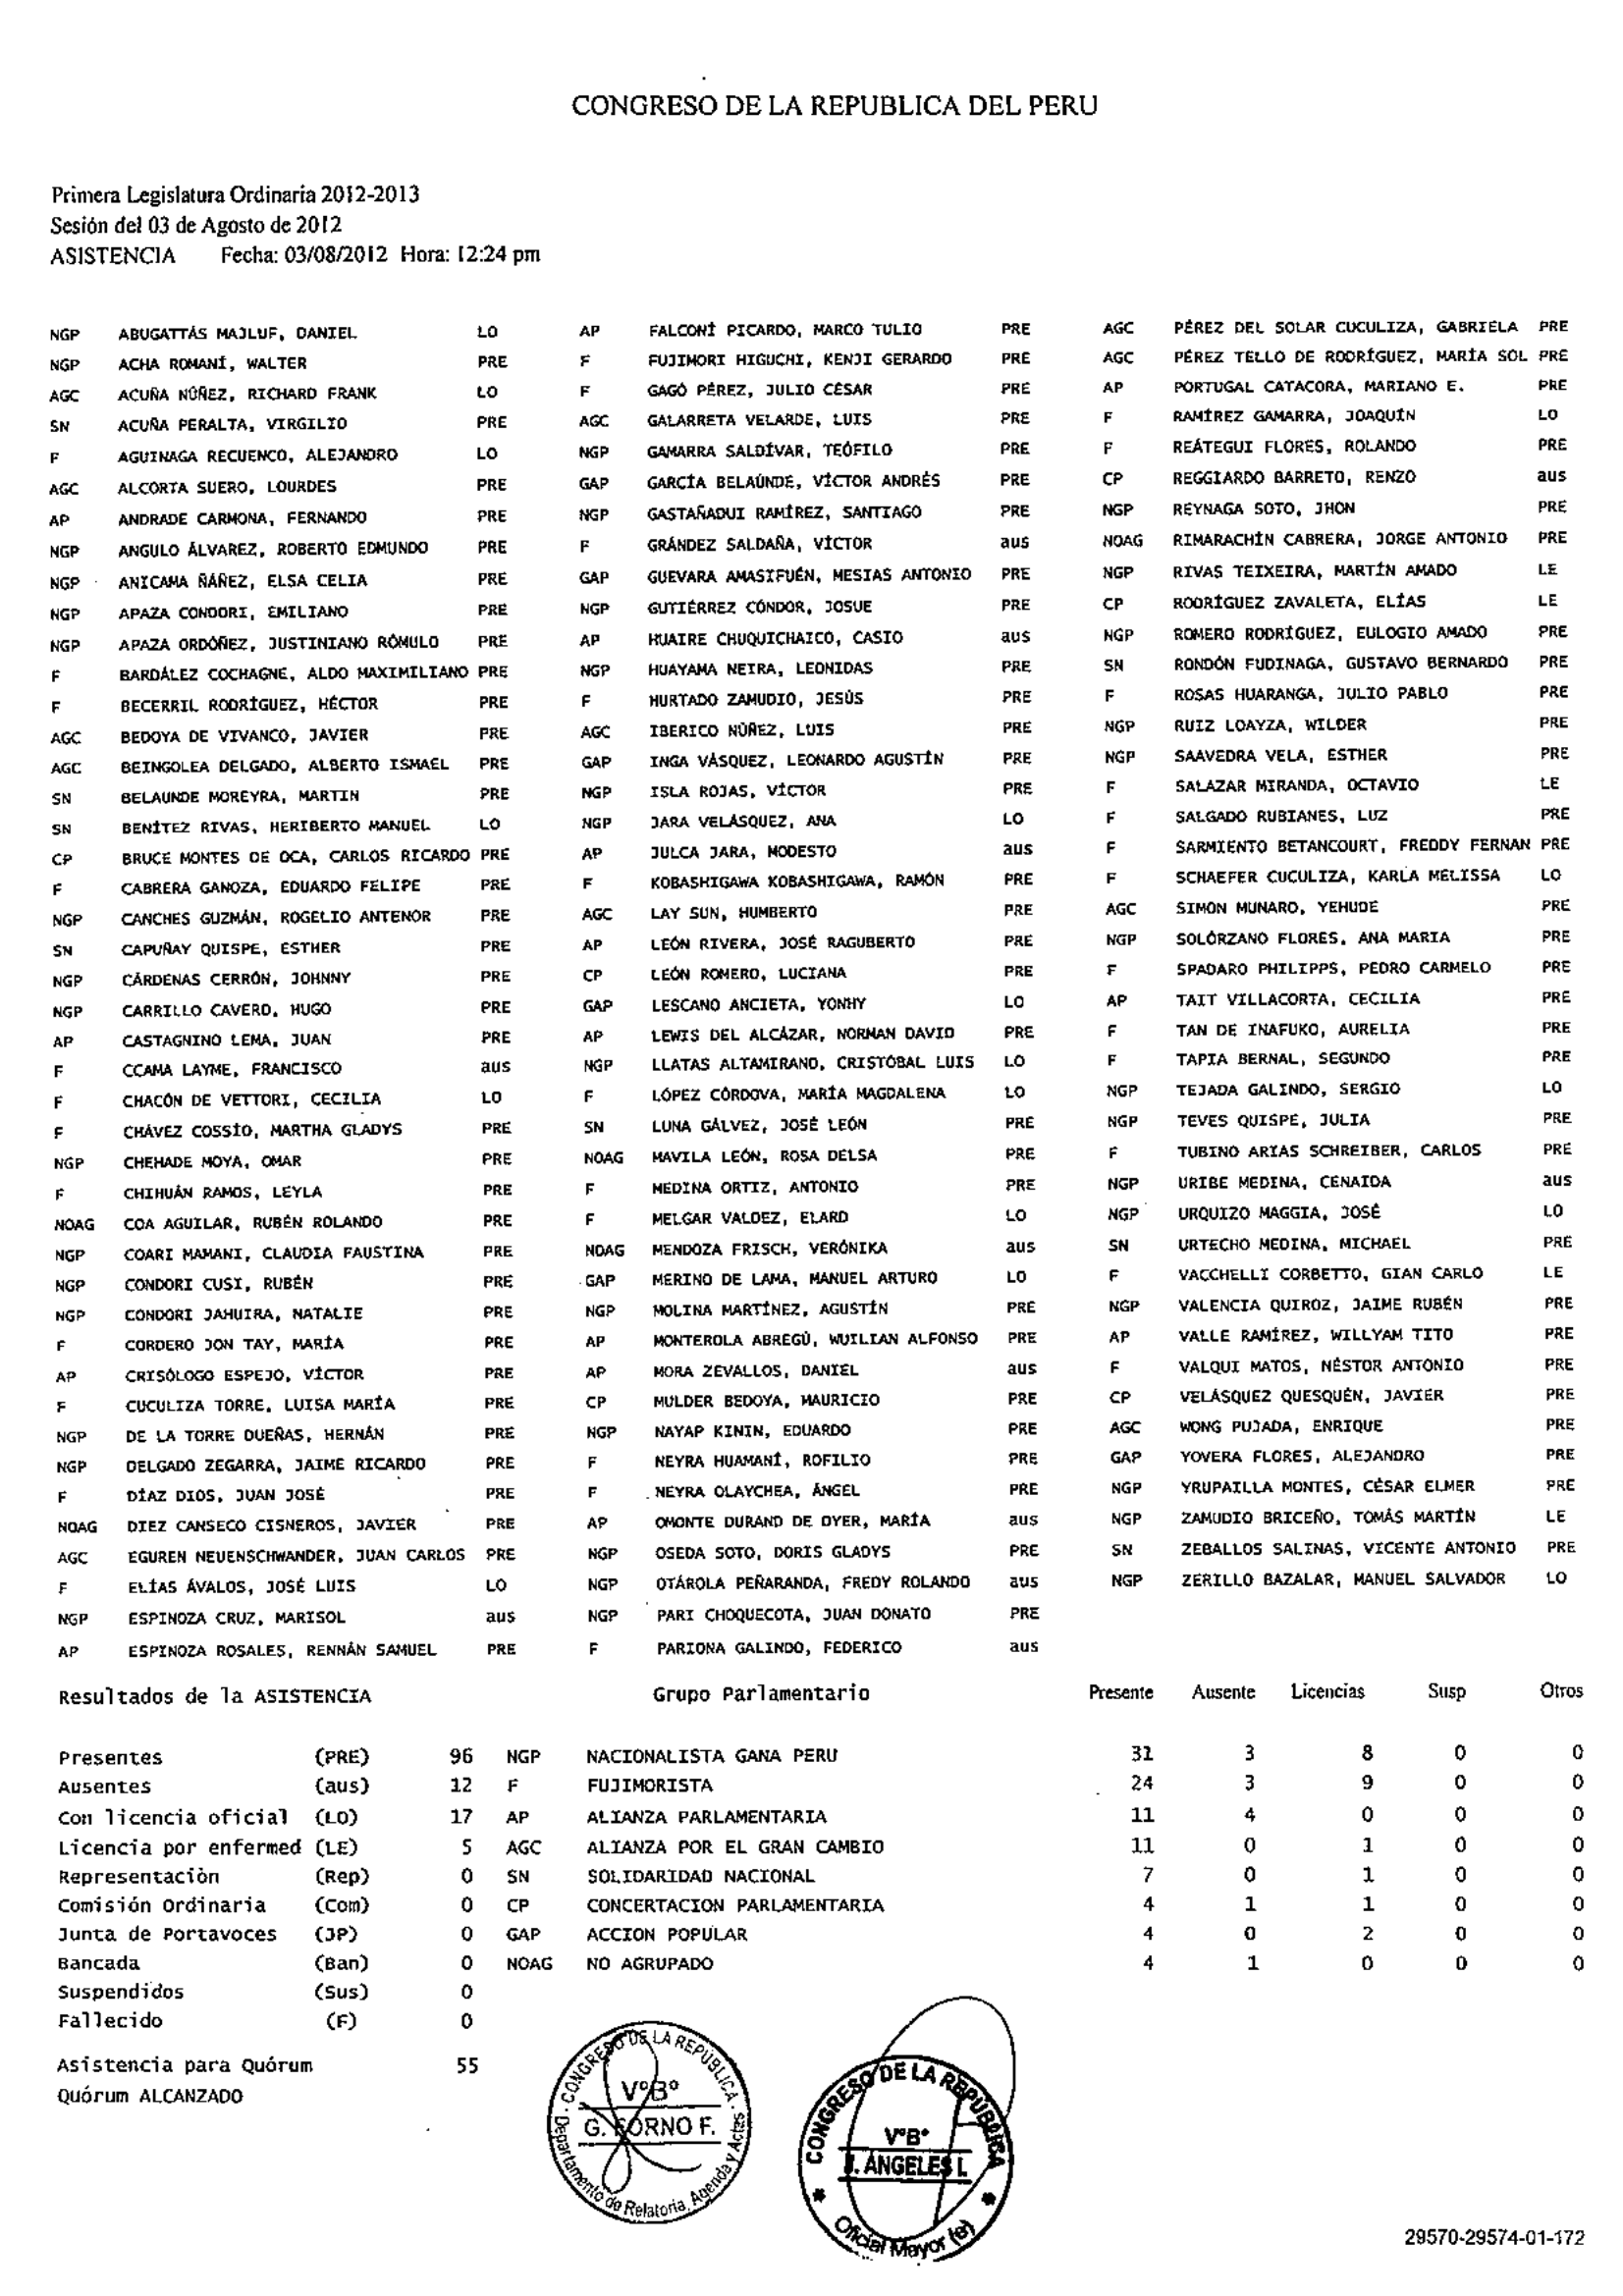 CONGRESO DE LA REPUBLICA DEL PERU
Primera Legislatura Ordinaria 2012-2013
Sesión del 03 de Agosto de 2012
ASISTENCIA Fecha: 03/08/2012 Hora: 12:24 pm
NGP ABUGATTÁS MAJLUF, DANIEL LO
NGP ACHA ROMANÍ, WALTER PRE
AGC ACUÑA NÚÑEZ, RICHARD FRANK LO
SN ACUÑA PERALTA, VIRGILIO PRE
F AGUINAGA RECUENCO, ALEJANDRO LO
AGC ALCORTA SUERO, LOURDES PRE
AP ANDRADE CARMONA, FERNANDO PRE
NGP ANGULO ÁLVAREZ, ROBERTO EDMUNDO PRE
NGP ANICAMA ÑÁÑEZ, ELSA CELIA PRE
NGP APAZA CONDORI, EMILIANO PRE
NGP APAZA ORDÓÑEZ, JUSTINIANO RÓMULO PRE
F BARDÁLEZ COCHAGNE, ALDO MAXIMILIANO PRE
F BECERRIL RODRÍGUEZ, HÉCTOR PRE
AGC BEDOYA DE VIVANCO, JAVIER PRE
AGC BEINGOLEA DELGADO, ALBERTO ISMAEL PRE
SN BELAUNDE MOREYRA, MARTIN PRE
SN BENÍTEZ RIVAS, HERIBERTO MANUEL LO
CP BRUCE MONTES DE OCA, CARLOS RICARDO PRE
F CABRERA GANOZA, EDUARDO FELIPE PRE
NGP CANCHES GUZMÁN, ROGELIO ANTENOR PRE
SN CAPUÑAY QUISPE, ESTHER PRE
NGP CÁRDENAS CERRÓN, JOHNNY PRE
NGP CARRILLO CAVERO, HUGO PRE
AP CASTAGNINO LEMA, JUAN PRE
F CCAMA LAYME, FRANCISCO aus
F CHACÓN DE VETTORI, CECILIA LO
F CHÁVEZ COSSÍO, MARTHA GLADYS PRE
NGP CHEHADE MOYA, OMAR PRE
F CHIHUÁN RAMOS, LEYLA PRE
NOAG COA AGUILAR, RUBÉN ROLANDO PRE
NGP COARI MAMANI, CLAUDIA FAUSTINA PRE
NGP CONDORI CUSI, RUBÉN PRE
NGP CONDORI JAHUIRA, NATALIE PRE
F CORDERO JON TAY, MARÍA PRE
AP CRISÓLOGO ESPEJO, VÍCTOR PRE
F CUCULIZA TORRE, LUISA MARÍA PRE
NGP DE LA TORRE DUEÑAS, HERNÁN PRE
NGP DELGADO ZEGARRA, JAIME RICARDO PRE
F DÍAZ DIOS, JUAN JOSÉ PRE
NOAG DIEZ CANSECO CISNEROS, JAVIER PRE
AGC EGUREN NEUENSCHWANDER, JUAN CARLOS PRE
F ELÍAS ÁVALOS, JOSÉ LUIS LO
NGP ESPINOZA CRUZ, MARISOL aus
AP ESPINOZA ROSALES, RENNÁN SAMUEL PRE
AP FALCONÍ PICARDO, MARCO TULIO PRE
F FUJIMORI HIGUCHI, KENJI GERARDO PRE
F GAGÓ PÉREZ, JULIO CÉSAR PRE
AGC GALARRETA VELARDE, LUIS PRE
NGP GAMARRA SALDÍVAR, TEÓFILO PRE
GAP GARCÍA BELAÚNDE, VÍCTOR ANDRÉS PRE
NGP GASTAÑADUI RAMÍREZ, SANTIAGO PRE
F GRÁNDEZ SALDAÑA, VÍCTOR aus
GAP GUEVARA AMASIFUÉN, MESIAS ANTONIO PRE
NGP GUTIÉRREZ CÓNDOR, JOSUE PRE
AP HUAIRE CHUQUICHAICO, CASIO aus
NGP HUAYAMA NEIRA, LEONIDAS PRE
F HURTADO ZAMUDIO, JESÚS PRE
AGC IBERICO NÚÑEZ, LUIS PRE
GAP INGA VÁSQUEZ, LEONARDO AGUSTÍN PRE
NGP ISLA ROJAS, VÍCTOR PRE
NGP JARA VELÁSQUEZ, ANA LO
AP JULCA JARA, MODESTO aus
F KOBASHIGAWA KOBASHIGAWA, RAMÓN PRE
AGC LAY SUN, HUMBERTO PRE
AP LEÓN RIVERA, JOSÉ RAGUBERTO PRE
CP LEÓN ROMERO, LUCIANA PRE
GAP LESCANO ANCIETA, YONHY LO
AP LEWIS DEL ALCÁZAR, NORMAN DAVID PRE
NGP LLATAS ALTAMIRANO, CRISTÓBAL LUIS LO
F LÓPEZ CÓRDOVA, MARÍA MAGDALENA LO
SN LUNA GÁLVEZ, JOSÉ LEÓN PRE
NOAG MAVILA LEÓN, ROSA DELSA PRE
F MEDINA ORTIZ, ANTONIO PRE
F MELGAR VALDEZ, ELARD LO
NOAG MENDOZA FRISCH, VERÓNIKA aus
GAP MERINO DE LAMA, MANUEL ARTURO LO
NGP MOLINA MARTÍNEZ, AGUSTÍN PRE
AP MONTEROLA ABREGÚ, WUILIAN ALFONSO PRE
AP MORA ZEVALLOS, DANIEL aus
CP MULDER BEDOYA, MAURICIO PRE
NGP NAYAP KININ, EDUARDO PRE
F NEYRA HUAMANÍ, ROFILIO PRE
F NEYRA OLAYCHEA, ÁNGEL PRE
AP OMONTE DURAND DE DYER, MARÍA aus
NGP OSEDA SOTO, DORIS GLADYS PRE
NGP OTÁROLA PEÑARANDA, FREDY ROLANDO aus
NGP PARI CHOQUECOTA, JUAN DONATO PRE
F PARIONA GALINDO, FEDERICO aus
AGC PÉREZ DEL SOLAR CUCULIZA, GABRIELA PRE
AGC PÉREZ TELLO DE RODRÍGUEZ, MARÍA SOL PRE
AP PORTUGAL CATACORA, MARIANO E. PRE
F RAMÍREZ GAMARRA, JOAQUÍN LO
F REÁTEGUI FLORES, ROLANDO PRE
CP REGGIARDO BARRETO, RENZO aus
NGP REYNAGA SOTO, JHON PRE
NOAG RIMARACHÍN CABRERA, JORGE ANTONIO PRE
NGP RIVAS TEIXEIRA, MARTÍN AMADO LE
CP RODRÍGUEZ ZAVALETA, ELÍAS LE
NGP ROMERO RODRÍGUEZ, EULOGIO AMADO PRE
SN RONDÓN FUDINAGA, GUSTAVO BERNARDO PRE
F ROSAS HUARANGA, JULIO PABLO PRE
NGP RUIZ LOAYZA, WILDER PRE
NGP SAAVEDRA VELA, ESTHER PRE
F SALAZAR MIRANDA, OCTAVIO LE
F SALGADO RUBIANES, LUZ PRE
F SARMIENTO BETANCOURT, FREDDY FERNAN PRE
F SCHAEFER CUCULIZA, KARLA MELISSA LO
AGC SIMON MUNARO, YEHUDE PRE
NGP SOLÓRZANO FLORES, ANA MARIA PRE
F SPADARO PHILIPPS, PEDRO CARMELO PRE
AP TAIT VILLACORTA, CECILIA PRE
F TAN DE INAFUKO, AURELIA PRE
F TAPIA BERNAL, SEGUNDO PRE
NGP TEJADA GALINDO, SERGIO LO
NGP TEVES QUISPE, JULIA PRE
F TUBINO ARIAS SCHREIBER, CARLOS PRE
NGP URIBE MEDINA, CENAIDA aus
NGP URQUIZO MAGGIA, JOSÉ LO
SN URTECHO MEDINA, MICHAEL PRE
F VACCHELLI CORBETTO, GIAN CARLO LE
NGP VALENCIA QUIROZ, JAIME RUBÉN PRE
AP VALLE RAMÍREZ, WILLYAM TITO PRE
F VALQUI MATOS, NÉSTOR ANTONIO PRE
CP VELÁSQUEZ QUESQUÉN, JAVIER PRE
AGC WONG PUJADA, ENRIQUE PRE
GAP YOVERA FLORES, ALEJANDRO PRE
NGP YRUPAILLA MONTES, CÉSAR ELMER PRE
NGP ZAMUDIO BRICEÑO, TOMÁS MARTÍN LE
SN ZEBALLOS SALINAS, VICENTE ANTONIO PRE
NGP ZERILLO BAZALAR, MANUEL SALVADOR LO
Resultados de la ASISTENCIA
Presentes (PRE) 96
Ausentes (aus) 12
Con licencia oficial (LO) 17
Licencia por enfermed (LE) 5
Representación (Rep) 0
Comisión Ordinaria (Com) 0
Junta de Portavoces (JP) 0
Bancada (Ban) 0
Suspendidos (Sus) 0
Fallecido (F) 0
Asistencia para Quórum 55
Quórum ALCANZADO
Grupo Parlamentario Presente Ausente Licencias Susp Otros
NGP NACIONALISTA GANA PERU 31 3 8 0 0
F FUJIMORISTA 24 3 9 0 0
AP ALIANZA PARLAMENTARIA 11 4 0 0 0
AGC ALIANZA POR EL GRAN CAMBIO 11 0 1 0 0
SN SOLIDARIDAD NACIONAL 7 0 1 0 0
CP CONCERTACION PARLAMENTARIA 4 1 1 0 0
GAP ACCION POPULAR 4 0 2 0 0
NOAG NO AGRUPADO 4 1 0 0 0
CONGRESO DE LA REPÚBLICA
V°B°
G. FORNO F.
Departamento de Relatoria, Agenda y Actas
CONGRESO DE LA REPÚBLICA
V°B°
J. ANGELES L
Oficial Mayor (e)
29570-29574-01-172